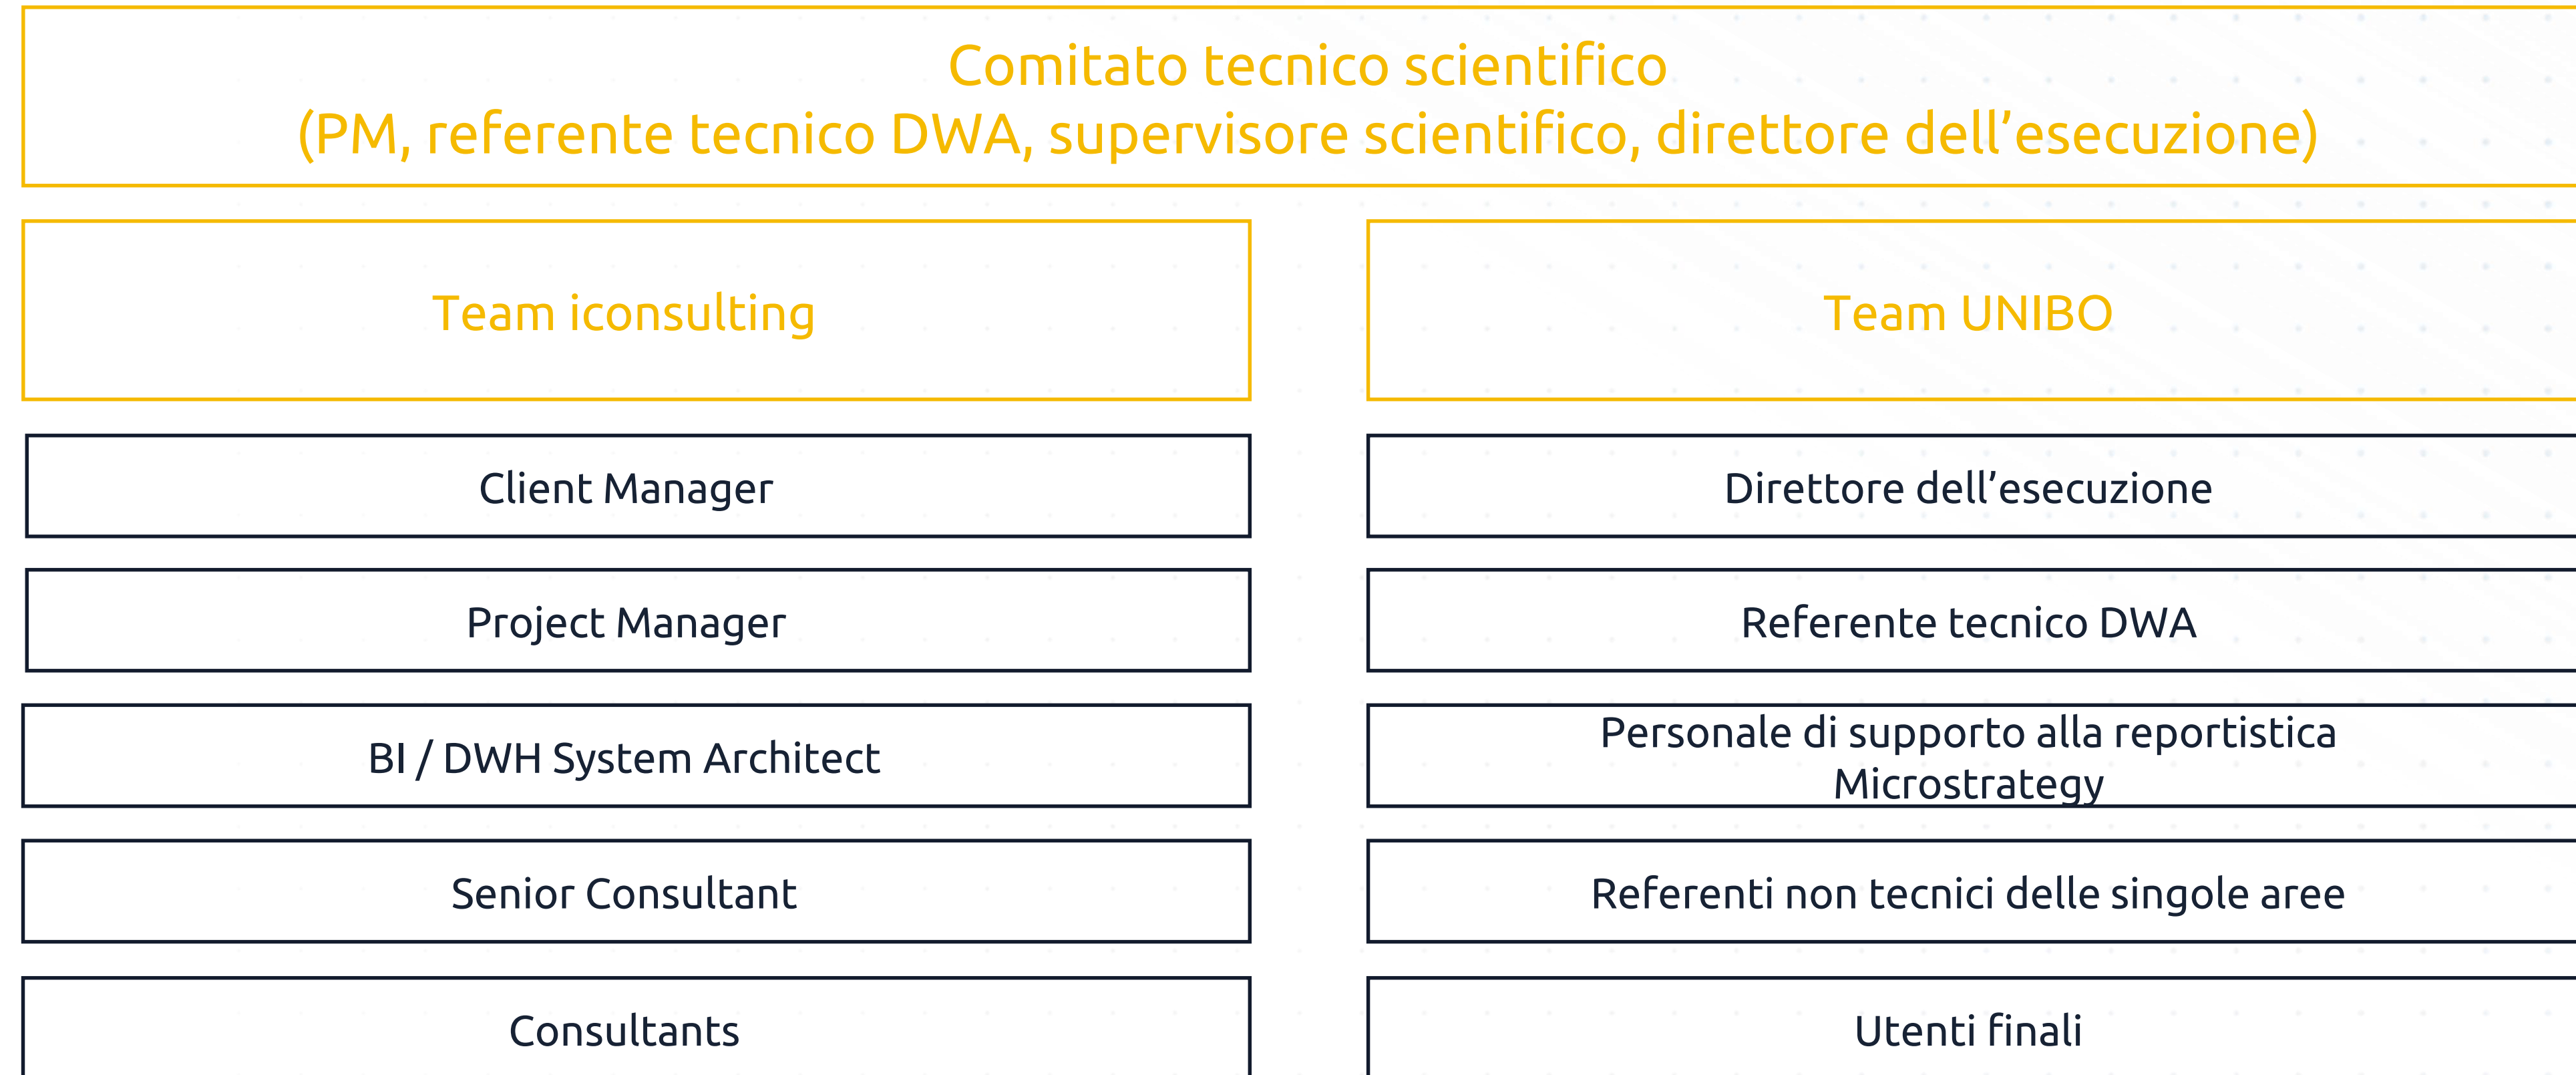 Comitato tecnico scientifico
(PM, referente tecnico DWA, supervisore scientifico, direttore dell’esecuzione)
Team iconsulting
Team UNIBO
Client Manager
Direttore dell’esecuzione
Project Manager
Referente tecnico DWA
BI / DWH System Architect
Personale di supporto alla reportistica
Microstrategy
Senior Consultant
Referenti non tecnici delle singole aree
Consultants
Utenti finali